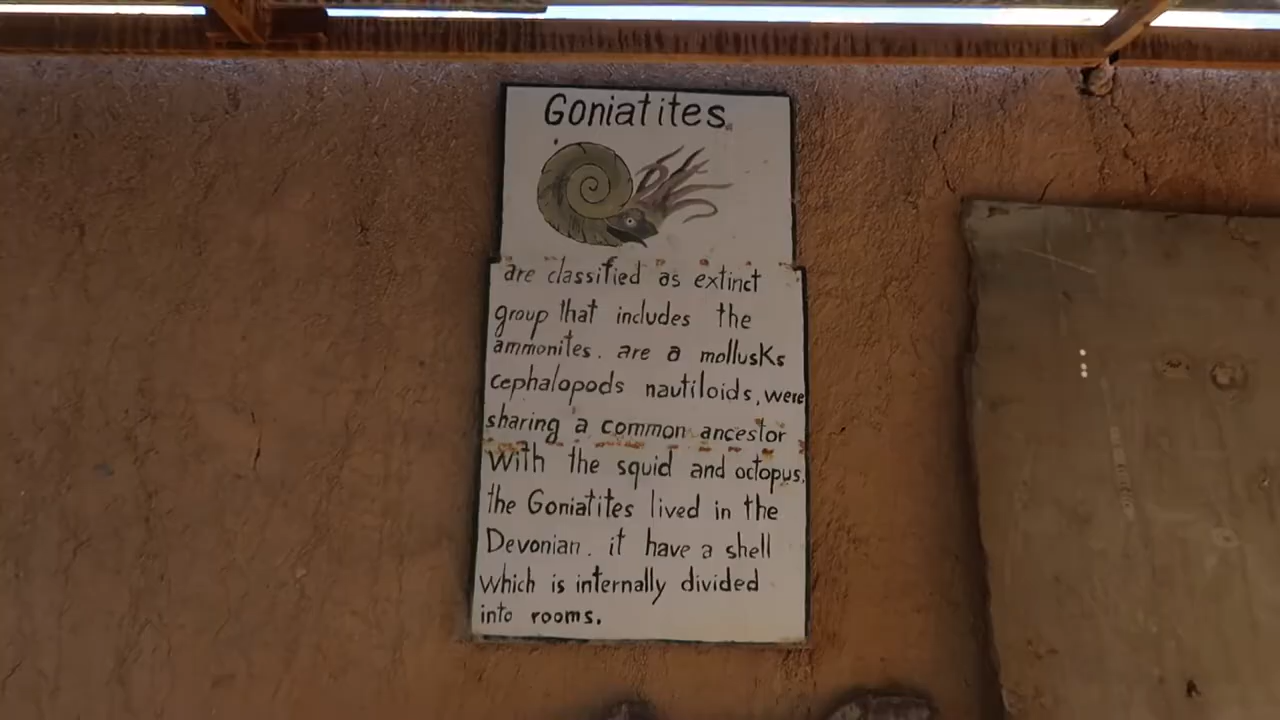 Goniatites
are classified as extinct
group that includes the
ammonites. are a mollusks
cephalopods nautiloids, were
sharing a common ancestor
with the squid and octopus.
the Goniatites lived in the
Devonian. it have a shell
which is internally divided
into rooms.